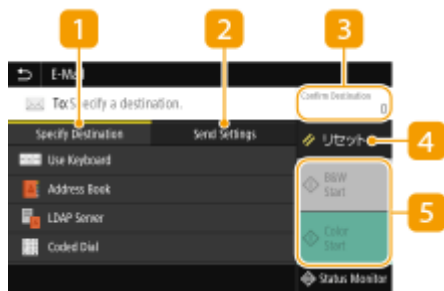 1
2
3
E-Mail
To: Specify a destination.
Confirm Destination
0
Specify Destination
Send Settings
リセット
4
Use Keyboard
Address Book
LDAP Server
Coded Dial
B&W
Start
5
Color
Start
Status Monitor